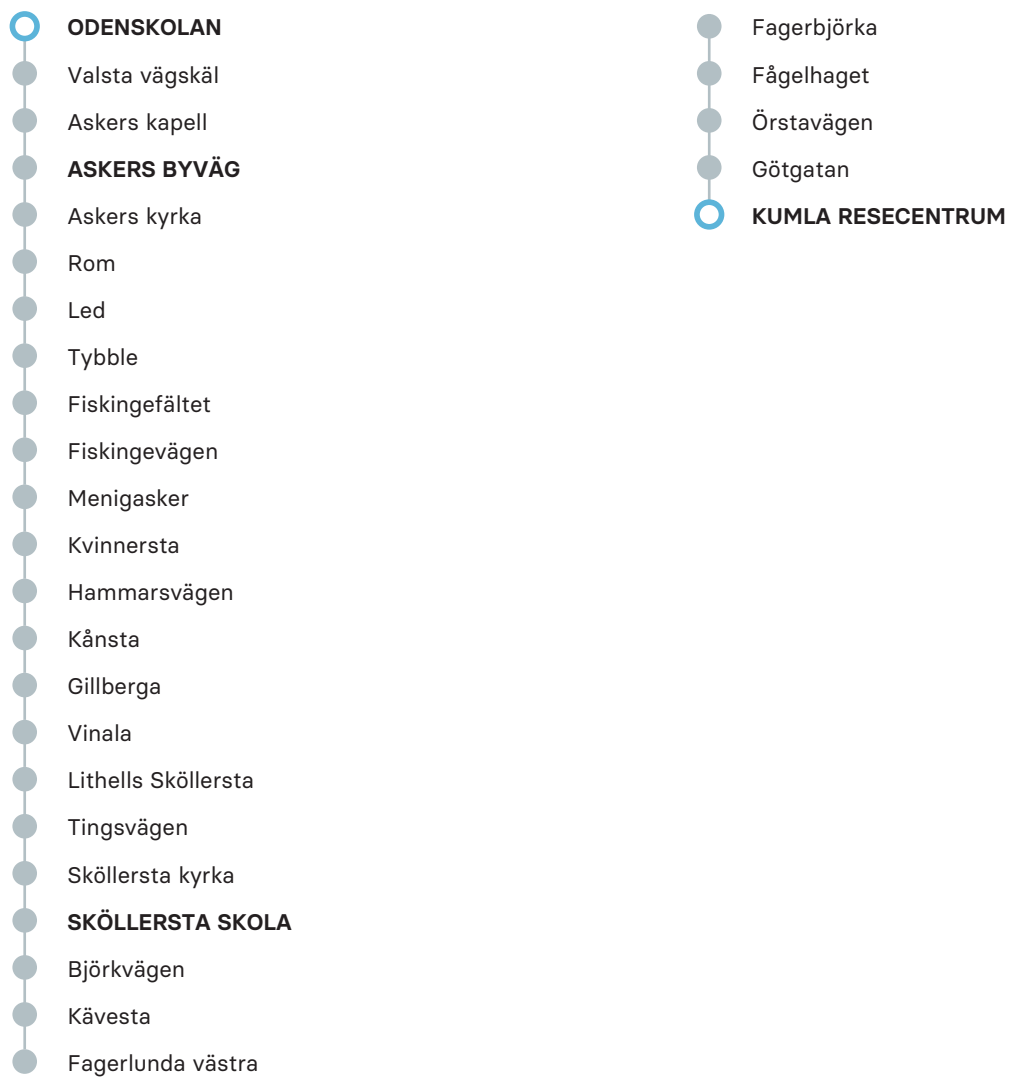 ODENSKOLAN
Valsta vägskäl
Askers kapell
ASKERS BYVÄG
Askers kyrka
Rom
Led
Tybble
Fiskingefältet
Fiskingevägen
Menigasker
Kvinnersta
Hammarsvägen
Kånsta
Gillberga
Vinala
Lithells Sköllersta
Tingsvägen
Sköllersta kyrka
SKÖLLERSTA SKOLA
Björkvägen
Kävesta
Fagerlunda västra
Fagerbjörka
Fågelhaget
Örstavägen
Götgatan
KUMLA RESECENTRUM